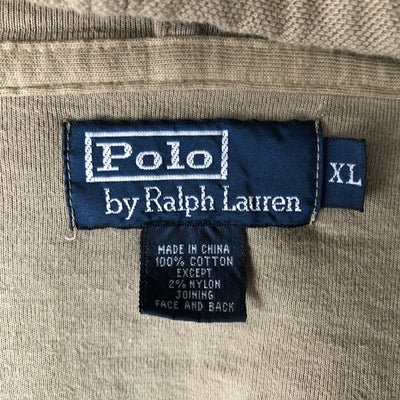 Polo
by Ralph Lauren
XL
MADE IN CHINA
100% COTTON
EXCEPT
2% NYLON
JOINING
FACE AND BACK